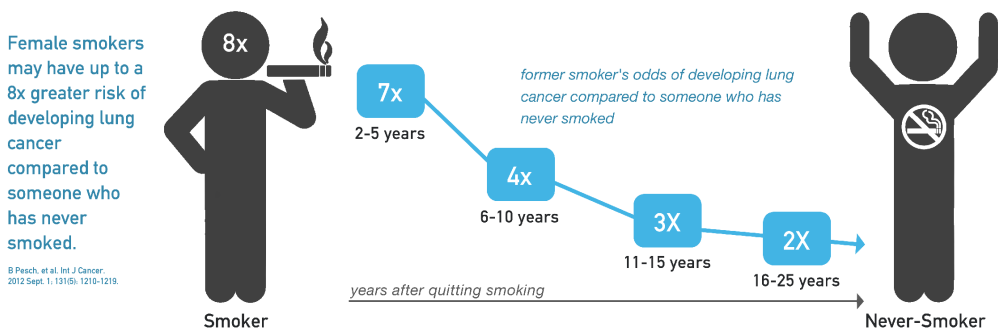 Female smokers
may have up to a
8x greater risk of
developing lung
cancer
compared to
someone who
has never
smoked.
B Pesch, et al. Int J Cancer.
2012 Sept. 1; 131(5): 1210-1219.
8x
Smoker
7x
2-5 years
4x
6-10 years
3X
11-15 years
2X
16-25 years
former smoker's odds of developing lung
cancer compared to someone who has
never smoked
years after quitting smoking
Never-Smoker